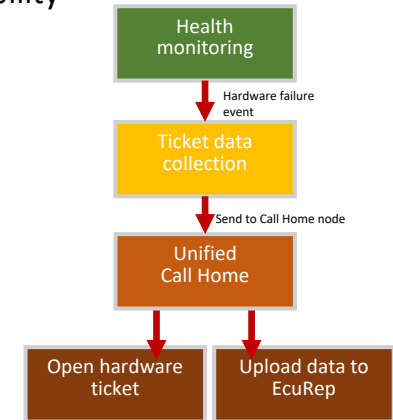 Health
monitoring
Hardware failure
event
Ticket data
collection
Send to Call Home node
Unified
Call Home
Open hardware
ticket
Upload data to
EcuRep